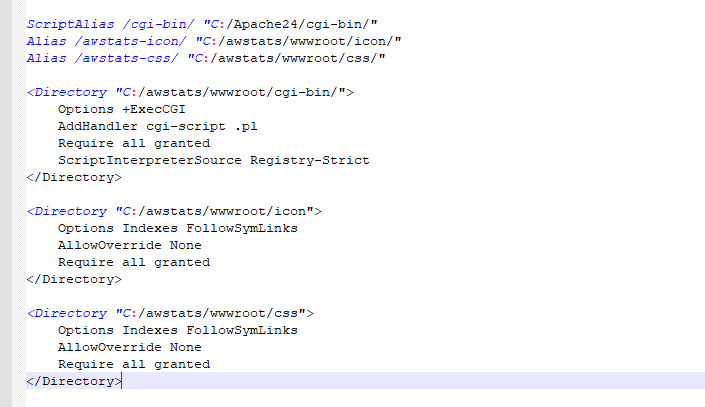 ScriptAlias /cgi-bin/ "C:/Apache24/cgi-bin/"
Alias /awstats-icon/ "C:/awstats/wwwroot/icon/"
Alias /awstats-css/ "C:/awstats/wwwroot/css/"
<Directory "C:/awstats/wwwroot/cgi-bin/">
Options +ExecCGI
AddHandler cgi-script .pl
Require all granted
ScriptInterpreterSource Registry-Strict
</Directory>
<Directory "C:/awstats/wwwroot/icon">
Options Indexes FollowSymLinks
AllowOverride None
Require all granted
</Directory>
<Directory "C:/awstats/wwwroot/css">
Options Indexes FollowSymLinks
AllowOverride None
Require all granted
</Directory>